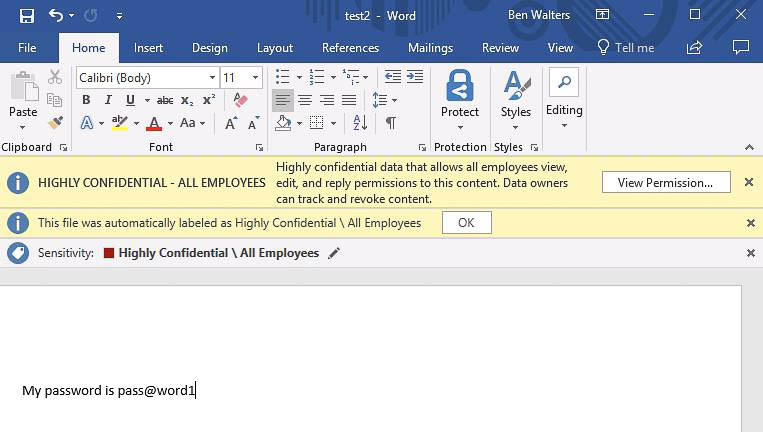 test2 - Word Ben Walters
File Home Insert Design Layout References Mailings Review View Tell me
Calibri (Body) 11
Paste B I U abc x₂ x² Protect Styles Editing
A ab A Aa A A
Clipboard Font Paragraph Protection Styles
HIGHLY CONFIDENTIAL - ALL EMPLOYEES
Highly confidential data that allows all employees view,
edit, and reply permissions to this content. Data owners
can track and revoke content.
View Permission...
This file was automatically labeled as Highly Confidential \ All Employees OK
Sensitivity: Highly Confidential \ All Employees
My password is pass@word1